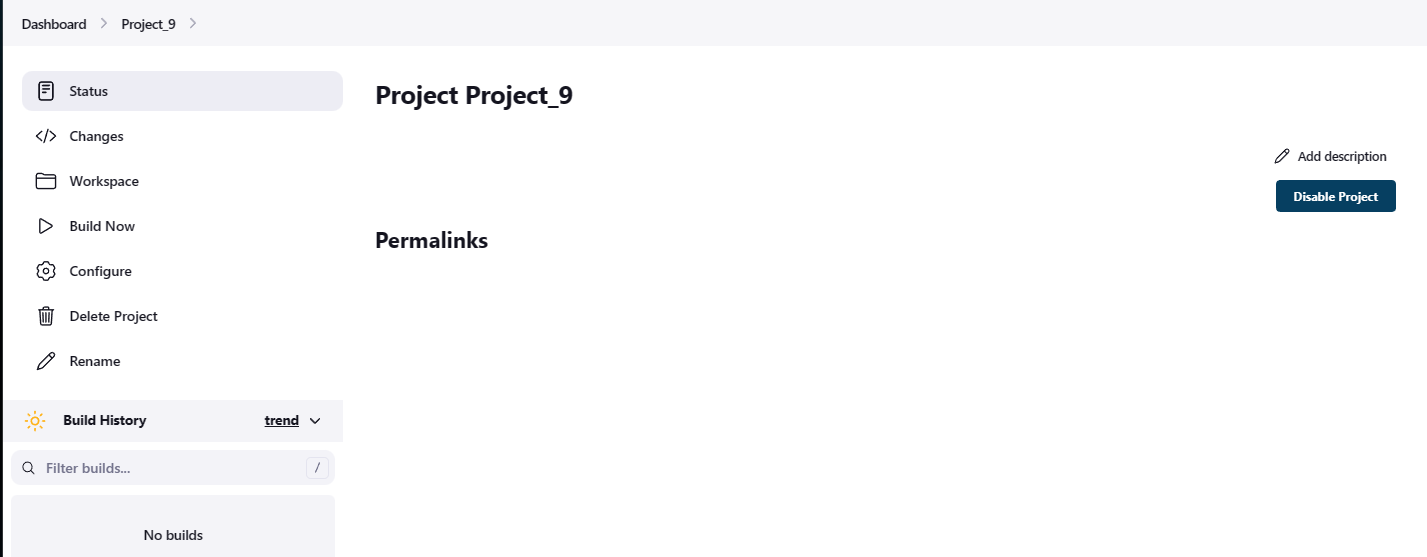 Dashboard
Project_9
Status
Changes
Workspace
Build Now
Configure
Delete Project
Rename
Build History
trend
Filter builds...
/
No builds
Project Project_9
Add description
Disable Project
Permalinks